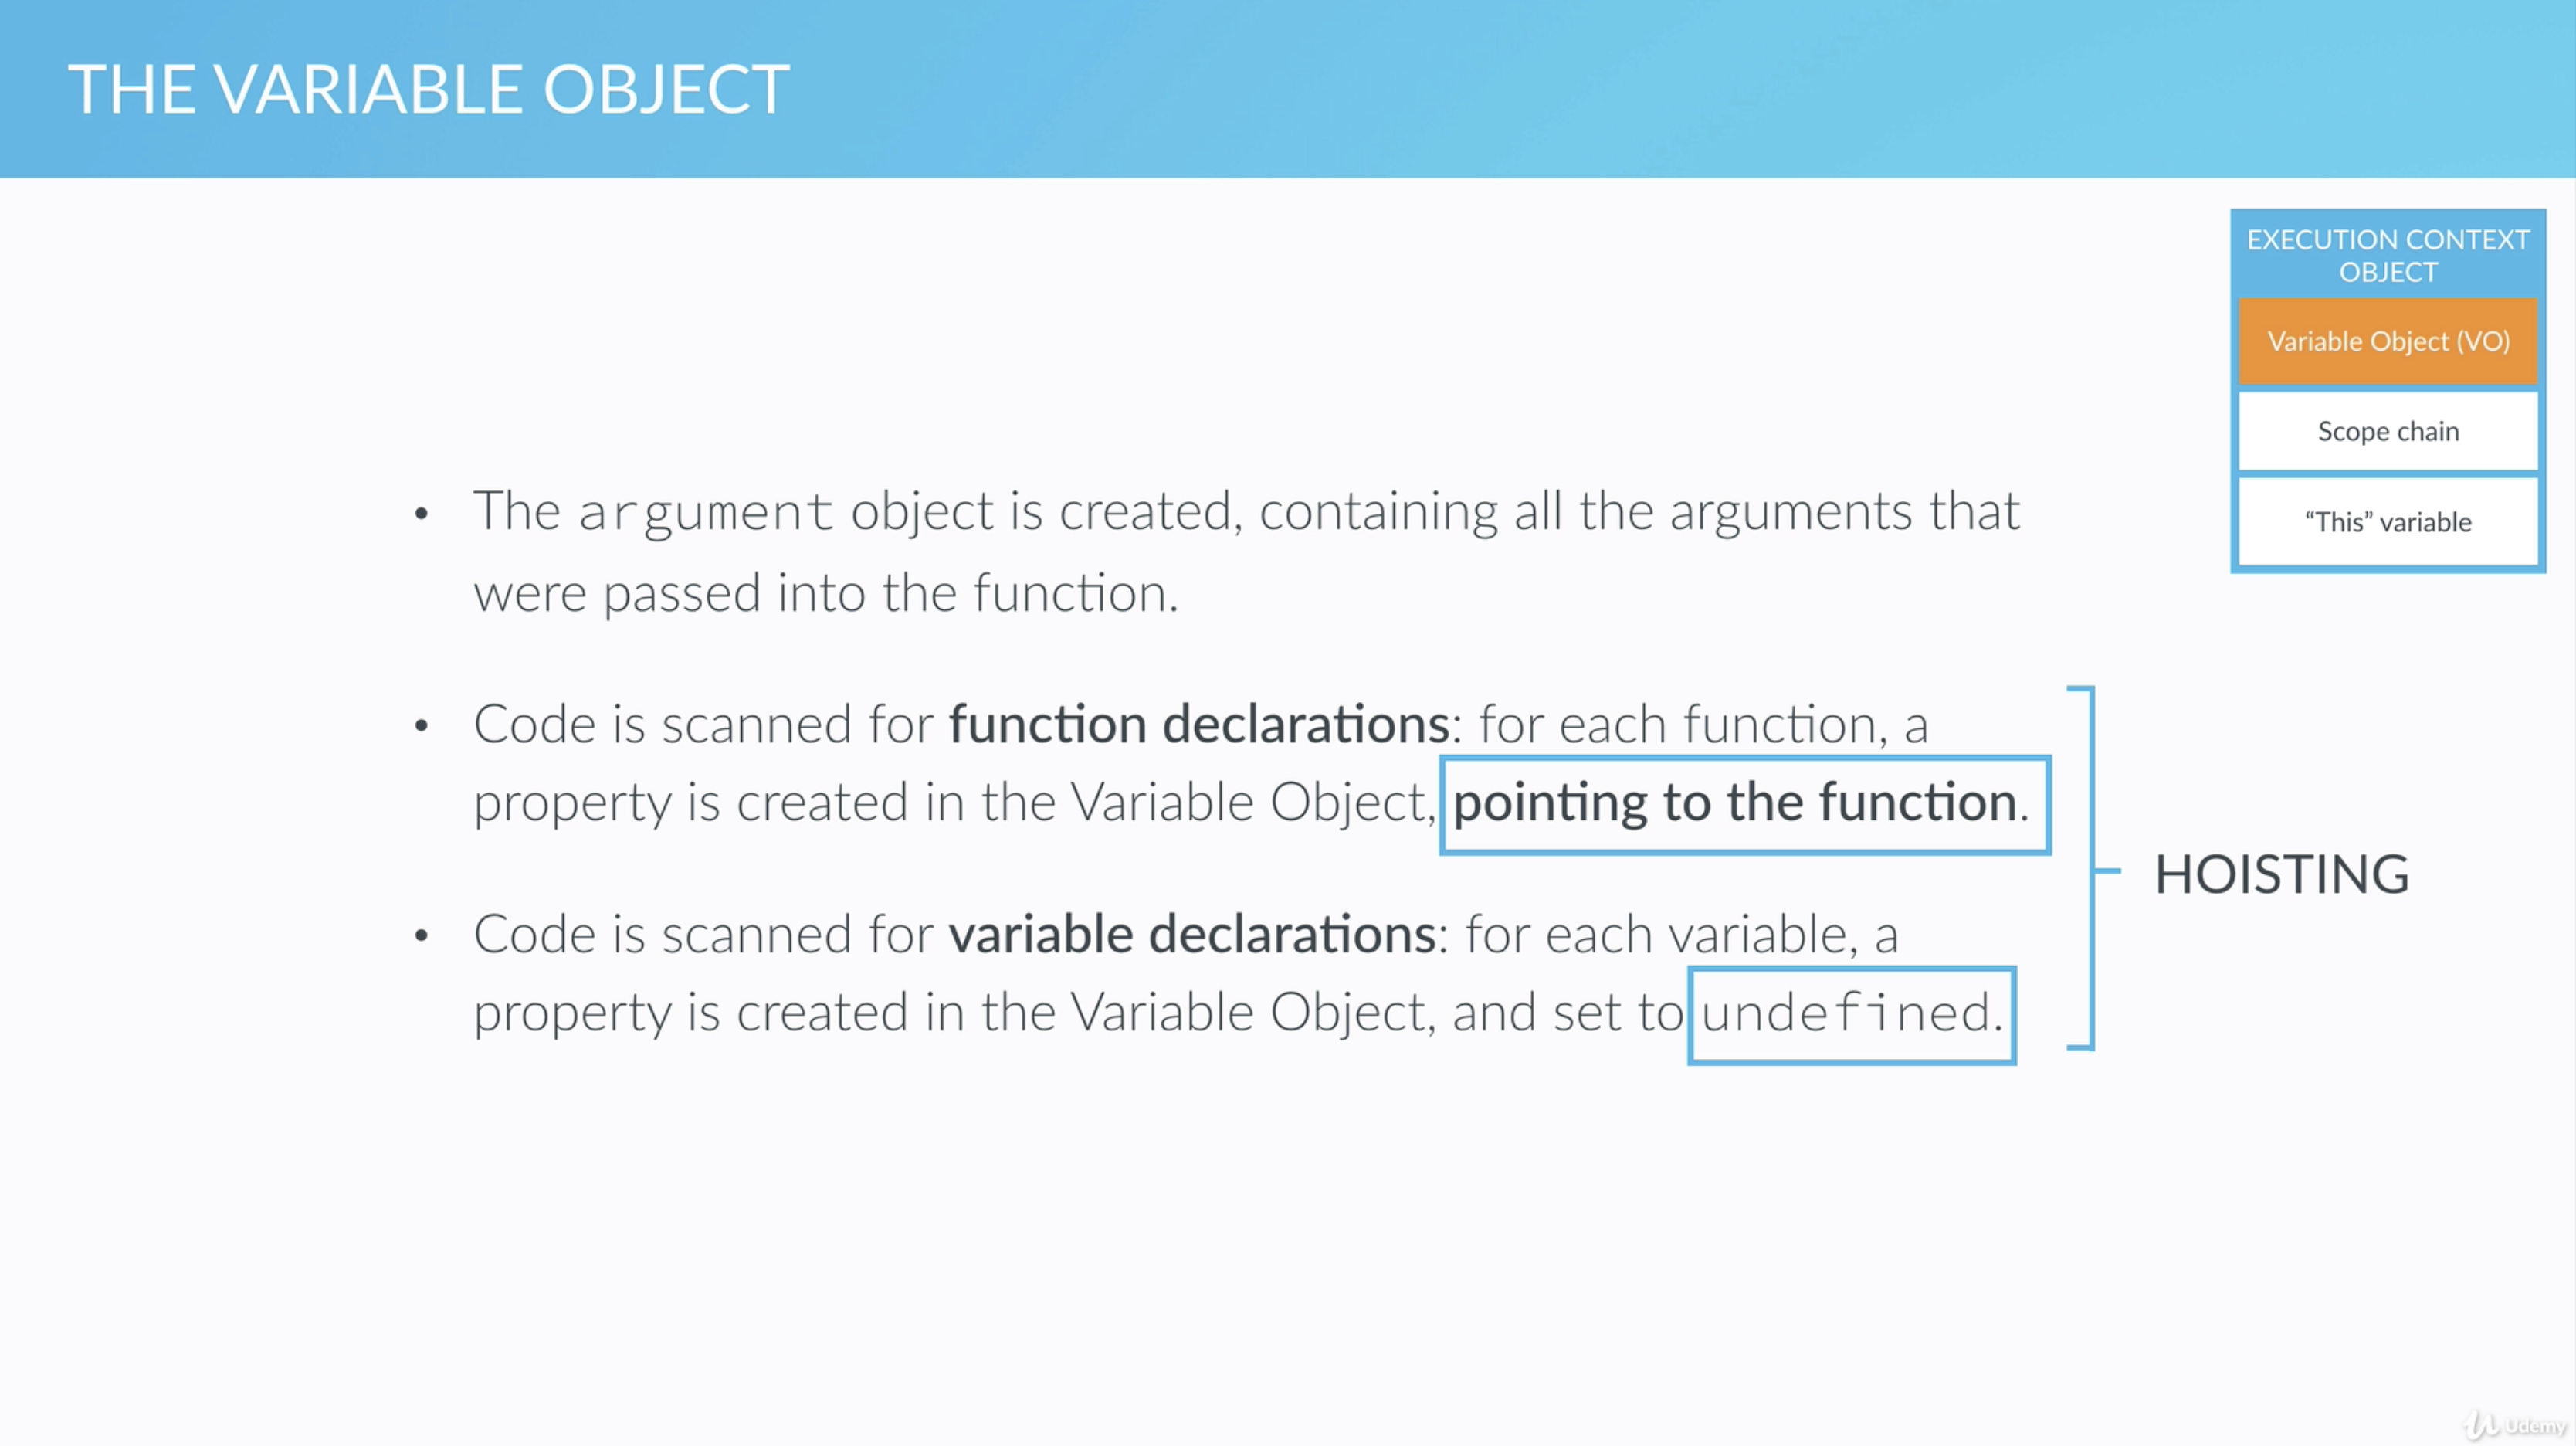 THE VARIABLE OBJECT
EXECUTION CONTEXT
OBJECT
Variable Object (VO)
Scope chain
“This” variable
• The argument object is created, containing all the arguments that
were passed into the function.
• Code is scanned for function declarations: for each function, a
property is created in the Variable Object, pointing to the function.
• Code is scanned for variable declarations: for each variable, a
property is created in the Variable Object, and set to undefined.
HOISTING
Udemy